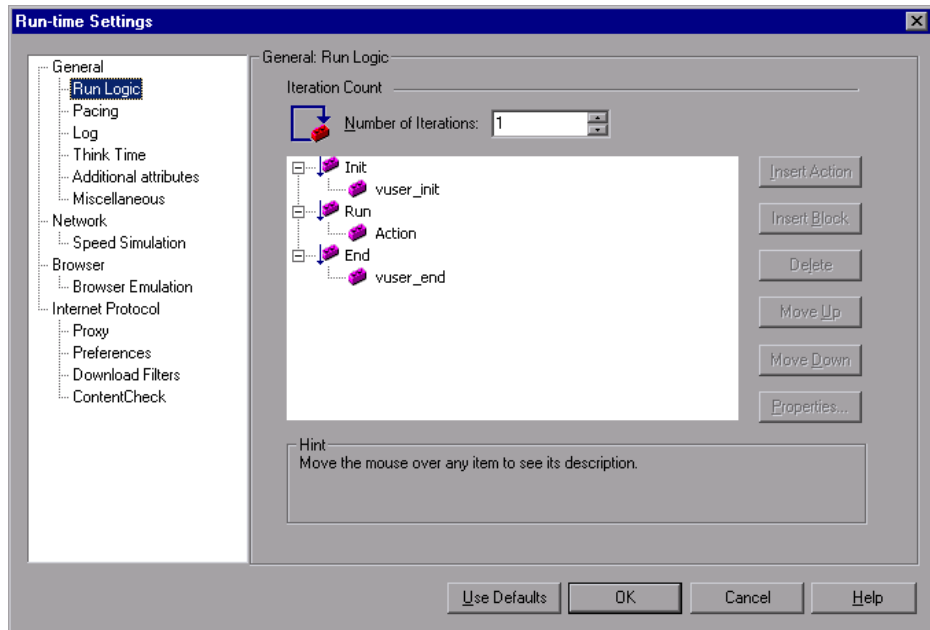 Run-time Settings
General
Run Logic
Pacing
Log
Think Time
Additional attributes
Miscellaneous
Network
Speed Simulation
Browser
Browser Emulation
Internet Protocol
Proxy
Preferences
Download Filters
ContentCheck
General: Run Logic
Iteration Count
Number of Iterations: 1
Init
vuser_init
Run
Action
End
vuser_end
Insert Action
Insert Block
Delete
Move Up
Move Down
Properties...
Hint
Move the mouse over any item to see its description.
Use Defaults OK Cancel Help